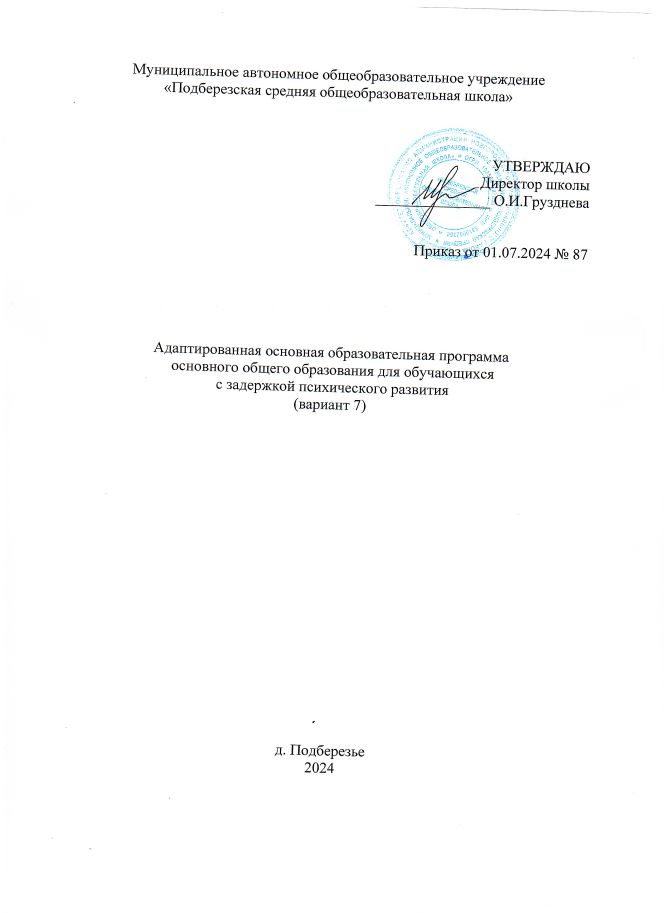 Муниципальное автономное общеобразовательное учреждение
«Подберезская средняя общеобразовательная школа»
УТВЕРЖДАЮ
Директор школы
О.И.Грузднева
Приказ от 01.07.2024 № 87
Адаптированная основная образовательная программа
основного общего образования для обучающихся
с задержкой психического развития
(вариант 7)
д. Подберезье
2024